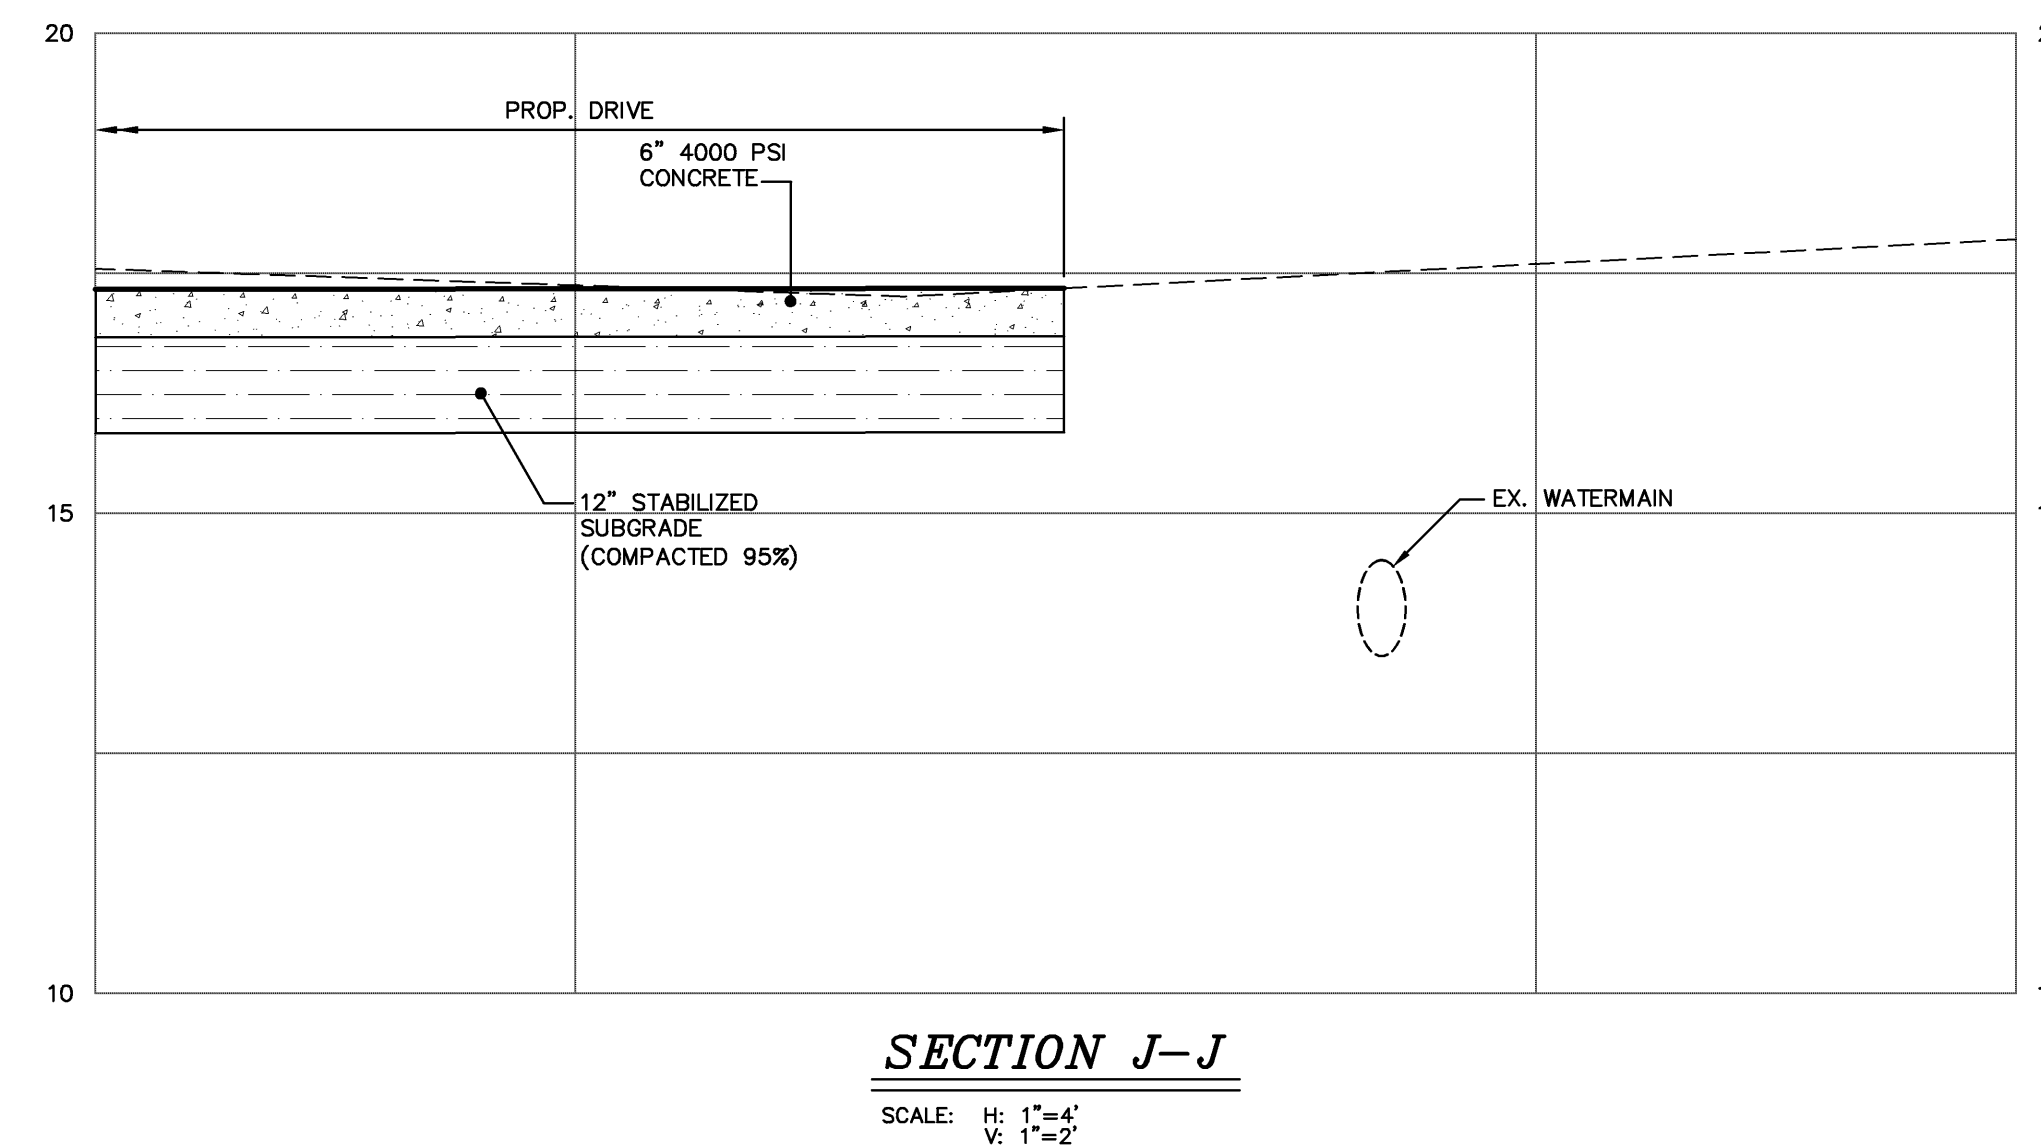 20
PROP. DRIVE
6" 4000 PSI
CONCRETE
15
12" STABILIZED
SUBGRADE
(COMPACTED 95%)
EX. WATERMAIN
10
SECTION J-J
SCALE: H: 1"=4'
V: 1"=2'